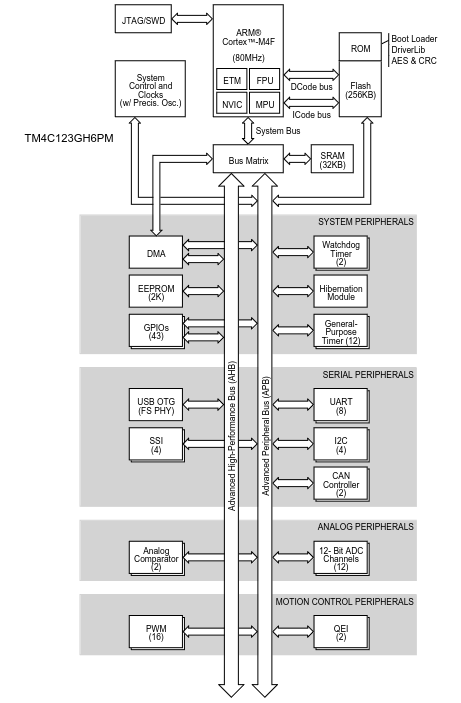 JTAG/SWD
ARM®
Cortex™-M4F
(80MHz)
ETM
FPU
NVIC
MPU
ROM
Boot Loader
DriverLib
AES & CRC
Flash
(256KB)
DCode bus
ICode bus
System
Control and
Clocks
(w/ Precis. Osc.)
TM4C123GH6PM
System Bus
Bus Matrix
SRAM
(32KB)
SYSTEM PERIPHERALS
DMA
Watchdog
Timer
(2)
EEPROM
(2K)
Hibernation
Module
GPIOs
(43)
General-
Purpose
Timer (12)
Advanced High-Performance Bus (AHB)
Advanced Peripheral Bus (APB)
SERIAL PERIPHERALS
USB OTG
(FS PHY)
UART
(8)
SSI
(4)
I2C
(4)
CAN
Controller
(2)
ANALOG PERIPHERALS
Analog
Comparator
(2)
12- Bit ADC
Channels
(12)
MOTION CONTROL PERIPHERALS
PWM
(16)
QEI
(2)